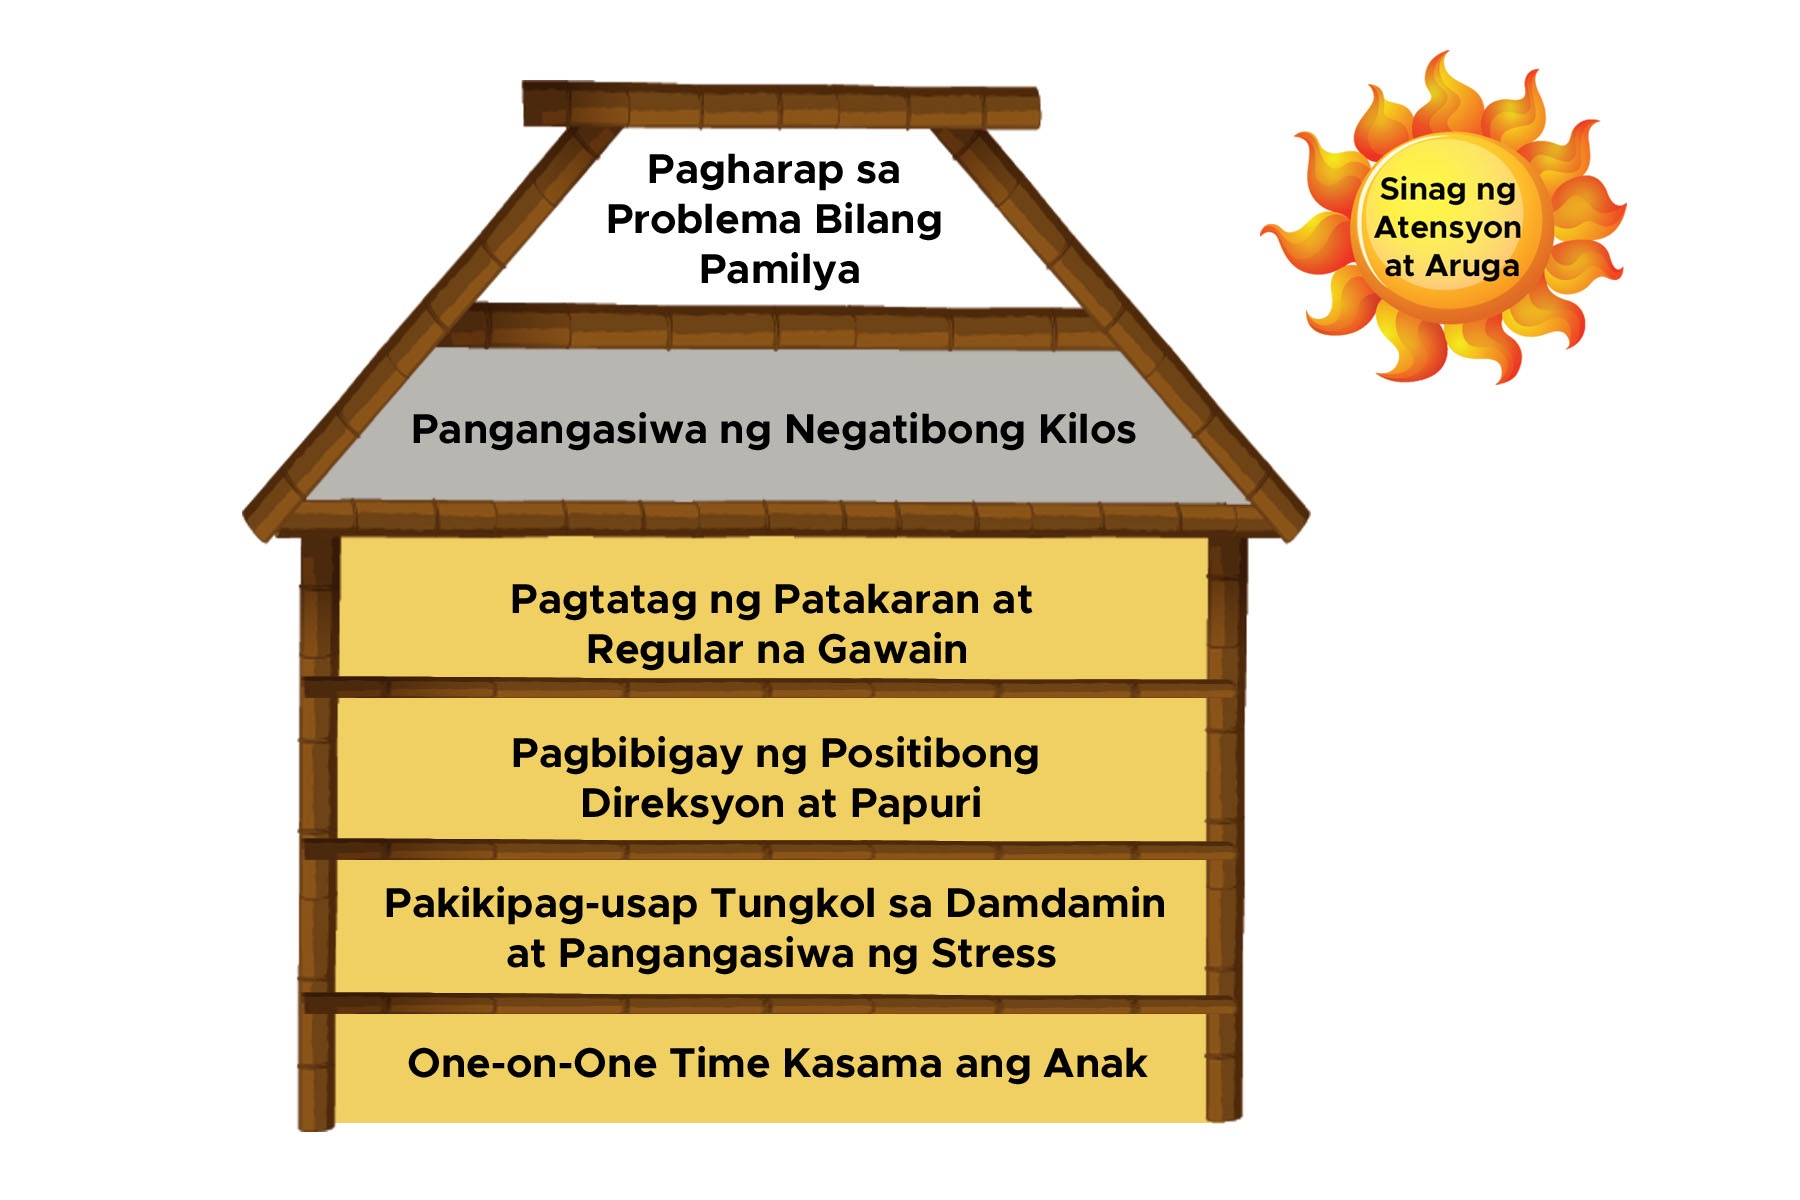 Pagharap sa
Problema Bilang
Pamilya
Sinag ng
Atensyon
at Aruga
Pangangasiwa ng Negatibong Kilos
Pagtatag ng Patakaran at
Regular na Gawain
Pagbibigay ng Positibong
Direksyon at Papuri
Pakikipag-usap Tungkol sa Damdamin
at Pangangasiwa ng Stress
One-on-One Time Kasama ang Anak